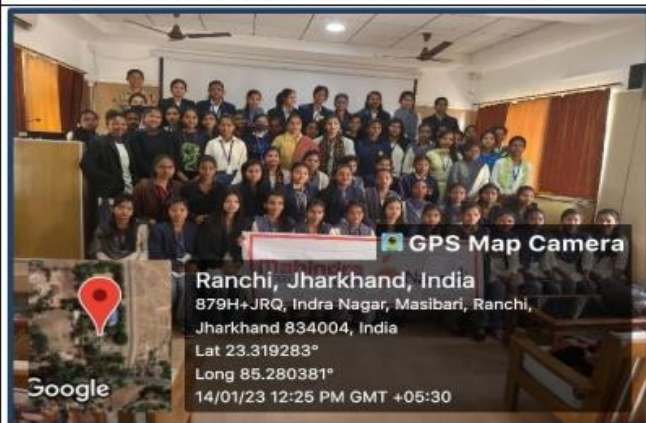 mahindra
GPS Map Camera
Ranchi, Jharkhand, India
879H+JRQ, Indra Nagar, Masibari, Ranchi,
Jharkhand 834004, India
Lat 23.319283°
Long 85.280381°
14/01/23 12:25 PM GMT +05:30
Google